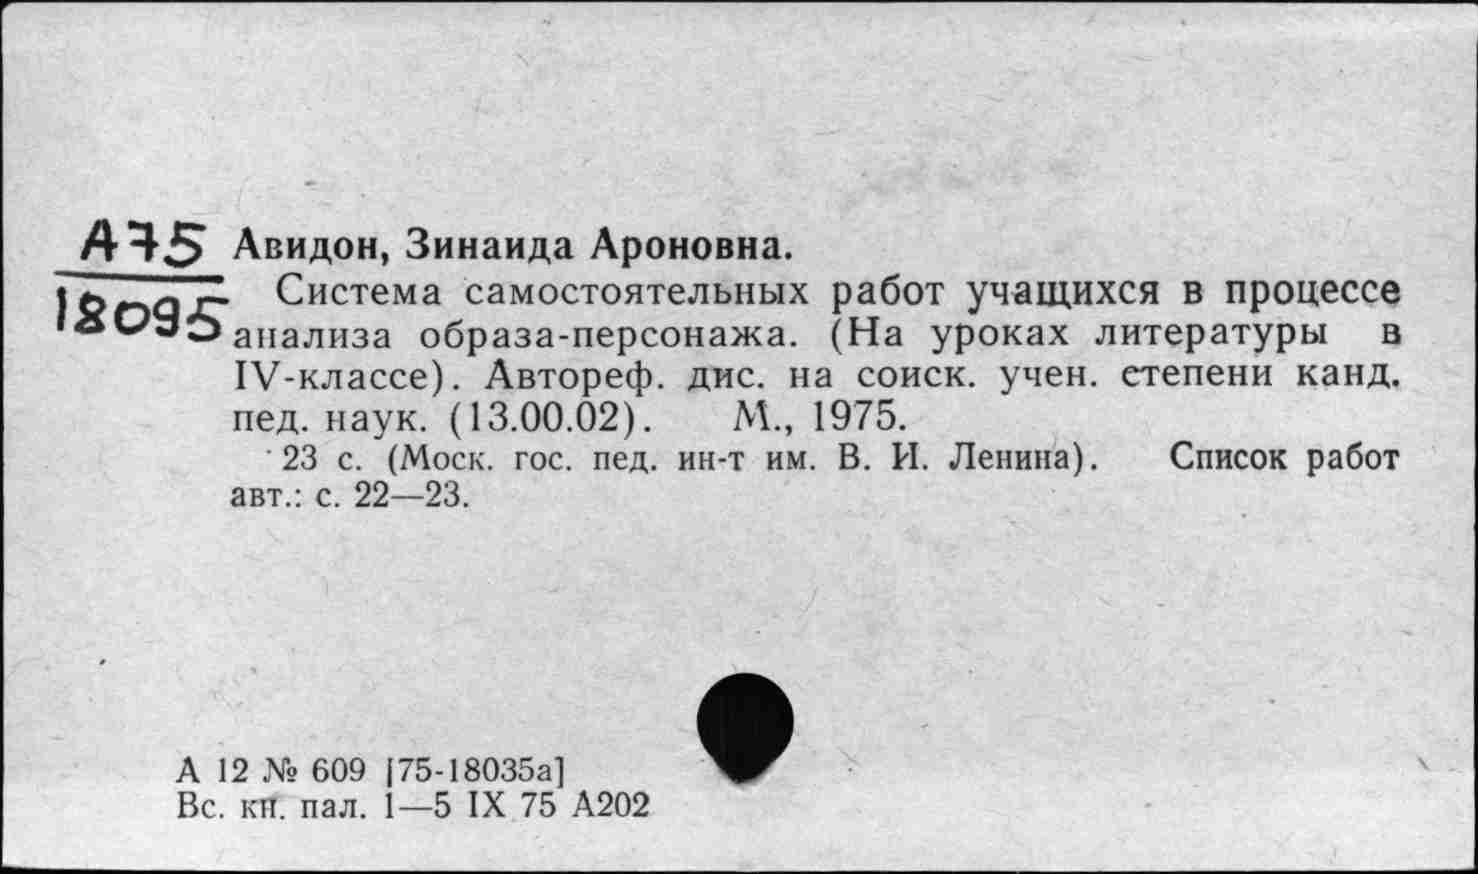 А75
18095
Авидон, Зинаида Ароновна.
Система самостоятельных работ учащихся в процессе
анализа образа-персонажа. (На уроках литературы в
IV-классе). Автореф. дис. на соиск. учен. степени канд.
пед. наук. (13.00.02). М., 1975.
23 с. (Моск. гос. пед. ин-т им. В. И. Ленина). Список работ
авт.: с. 22—23.
А 12 № 609 [75-18035а]
Вс. кн. пал. 1—5 IX 75 А202